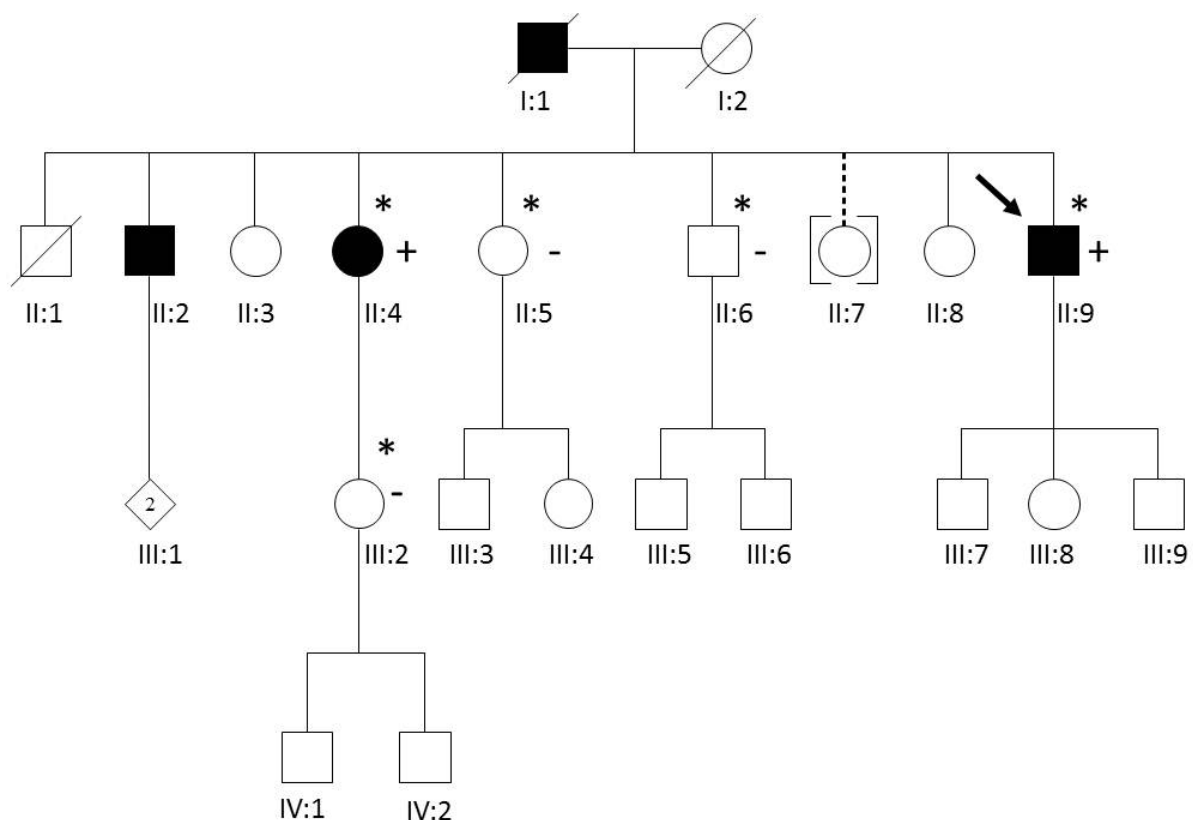 I:1 I:2
* * * *
+ - - +
II:1 II:2 II:3 II:4 II:5 II:6 II:7 II:8 II:9
*
-
2
III:1 III:2 III:3 III:4 III:5 III:6 III:7 III:8 III:9
IV:1 IV:2